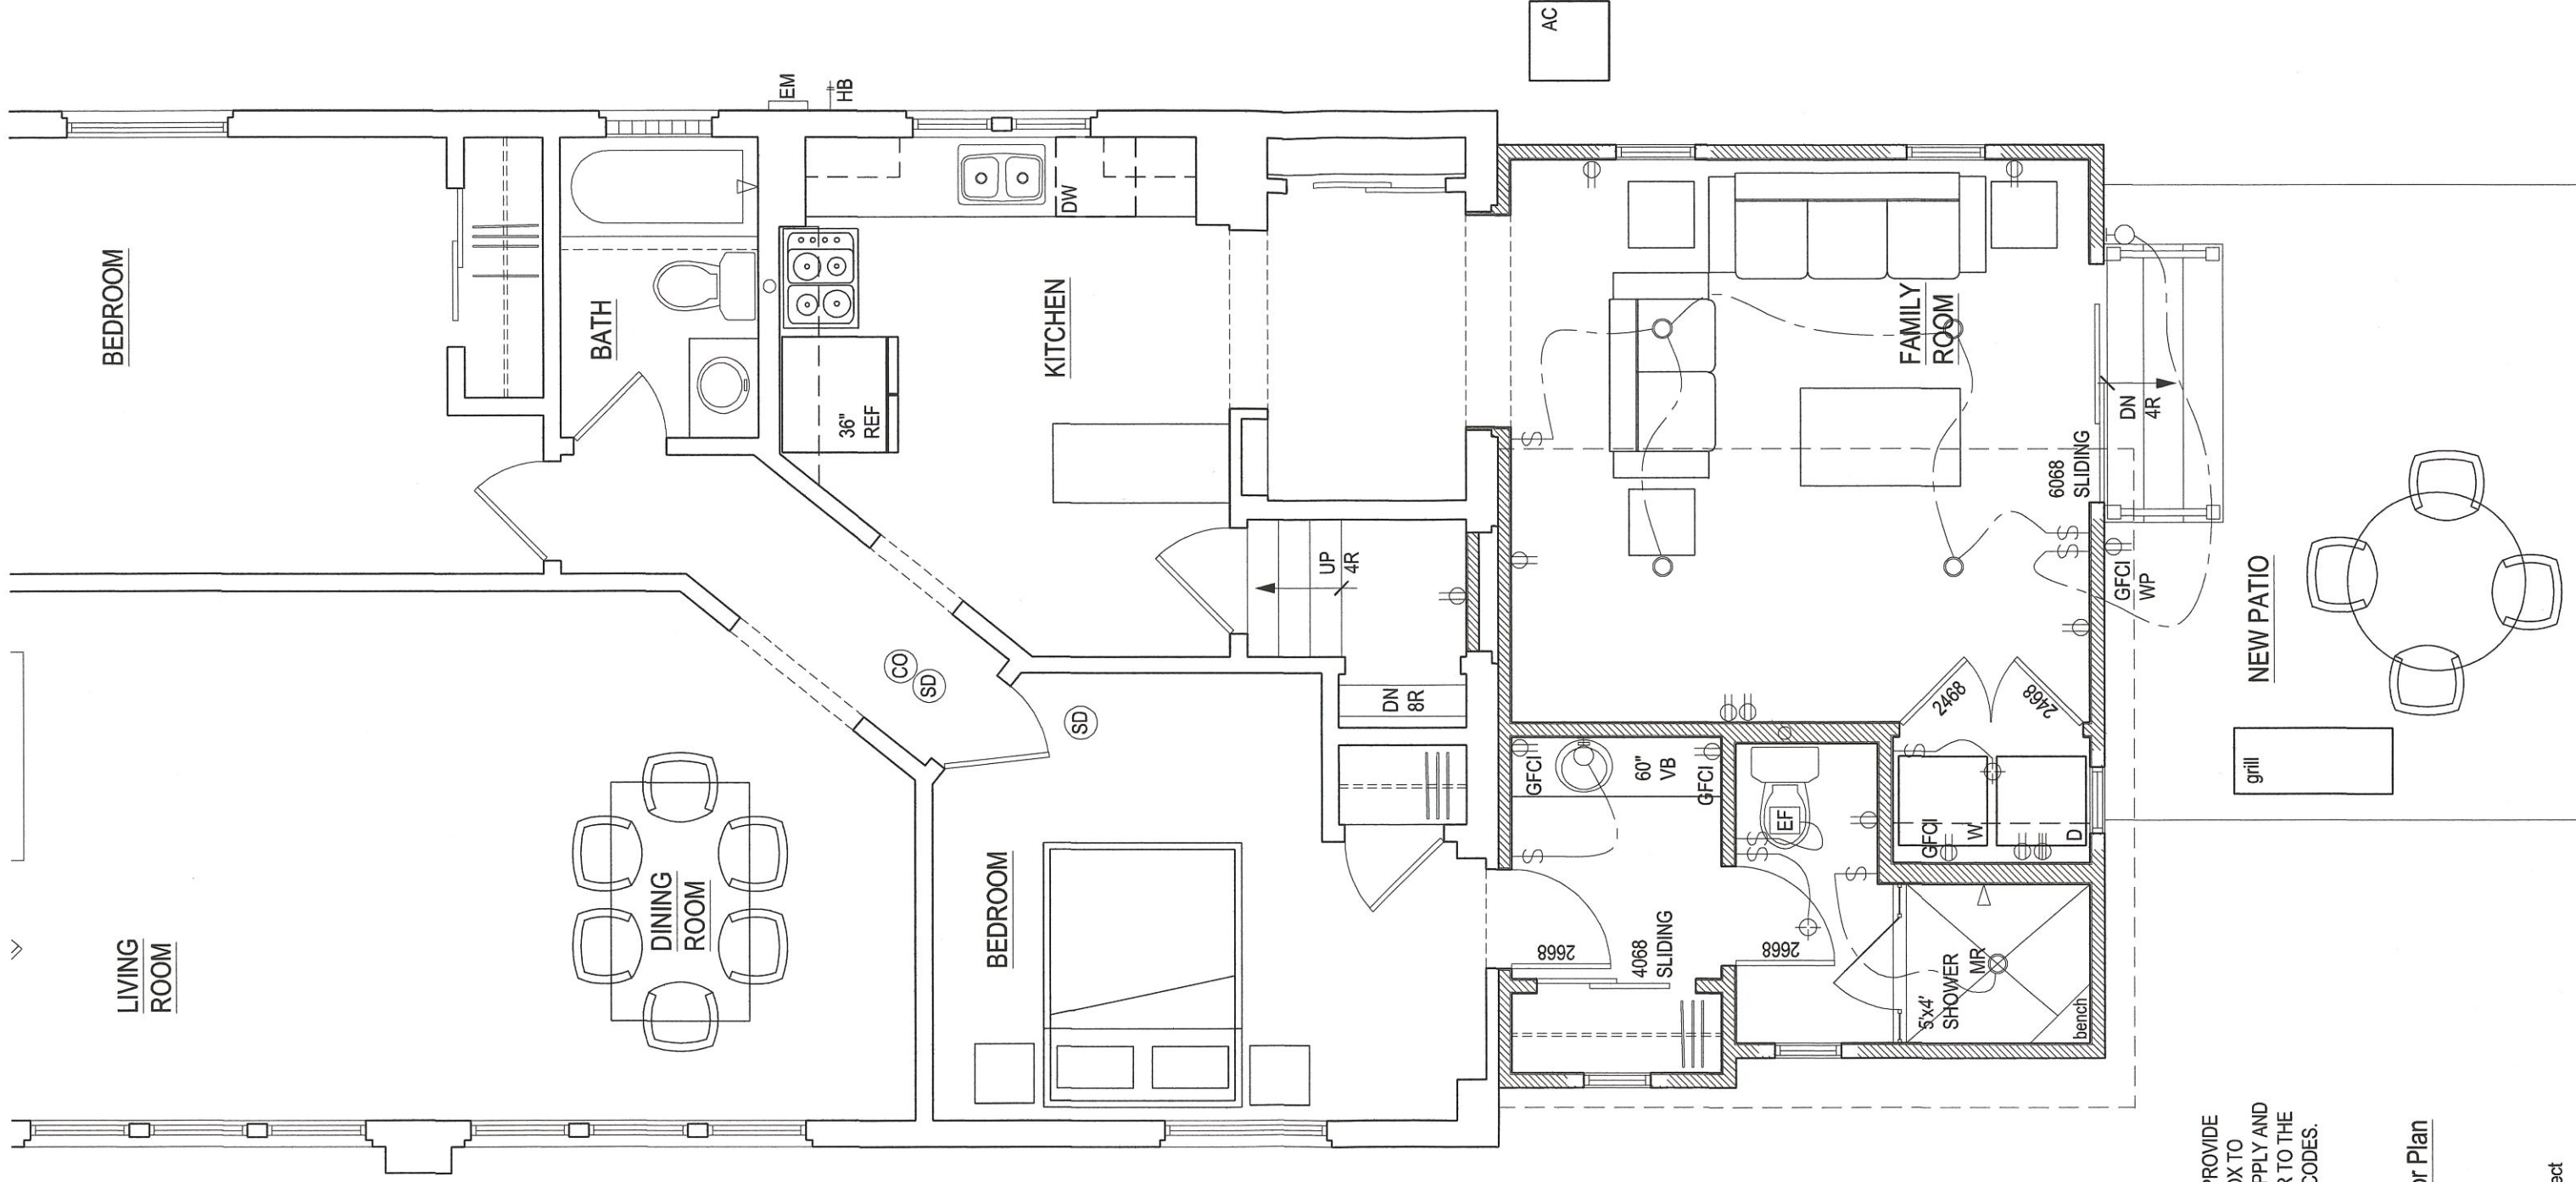 AC
EM
HB
BEDROOM
BATH
KITCHEN
DW
36"
REF
FAMILY
ROOM
DN
4R
6068
SLIDING
UP
4R
GFCI
WP
NEW PATIO
CO
SD
SD
DN
8R
2468
2468
GFCI
60"
VB
GFCI
EF
GFCI
W
D
grill
LIVING
ROOM
DINING
ROOM
BEDROOM
2668
4068
SLIDING
2668
5'x4'
SHOWER
MR
bench
S
S
S
S
S
S
S
S
PROVIDE
OX TO
PPLY AND
R TO THE
CODES.
or Plan
ect